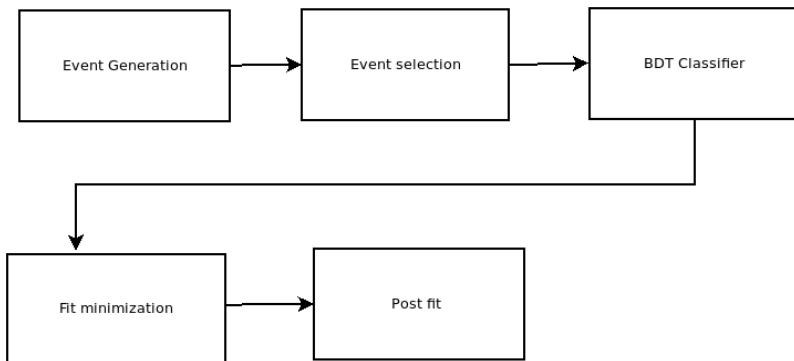 Event Generation
Event selection
BDT Classifier
Fit minimization
Post fit